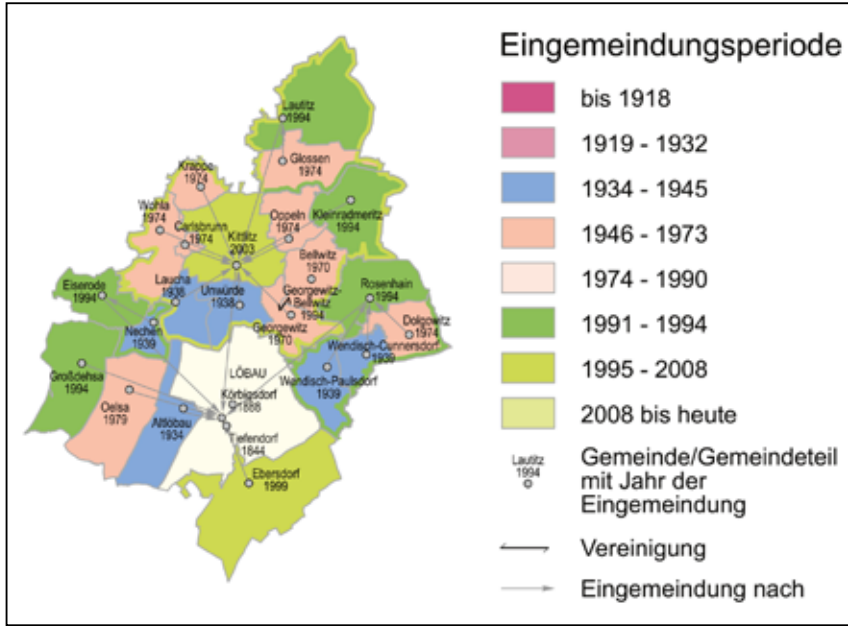 Eingemeindungsperiode
bis 1918
1919 - 1932
1934 - 1945
1946 - 1973
1974 - 1990
1991 - 1994
1995 - 2008
2008 bis heute
Lautitz
1994
Gemeinde/Gemeindeteil
mit Jahr der
Eingemeindung
Vereinigung
Eingemeindung nach
Lautitz
1994
Glossen
1974
Krappe
1974
Wohla
1974
Carlsbrunn
1974
Kittlitz
2003
Oppeln
1974
Kleinradmeritz
1994
Bellwitz
1970
Eiserode
1994
Laucha
1938
Unwürde
1938
Georgewitz-
Bellwitz
1994
Rosenhain
1994
Nechen
1939
Georgewitz
1970
Dolgowitz
1974
Wendisch-Cunnersdorf
1939
Großdehsa
1994
LÖBAU
Wendisch-Paulsdorf
1939
Oelsa
1979
Altlöbau
1934
Körbigsdorf
1888
Tiefendorf
1844
Ebersdorf
1999